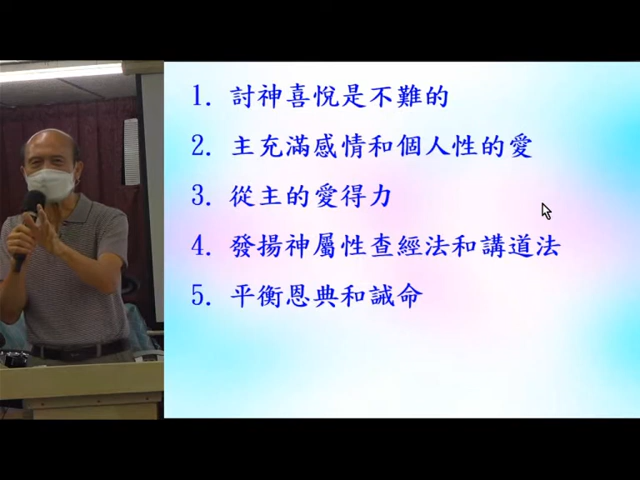 1. 討神喜悅是不難的
2. 主充滿感情和個人性的愛
3. 從主的愛得力
4. 發揚神屬性查經法和講道法
5. 平衡恩典和誡命